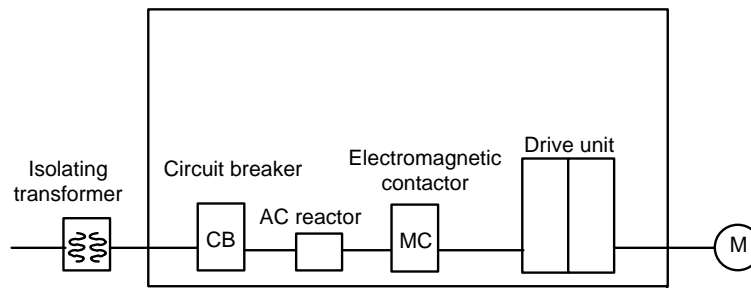 Isolating
transformer
Circuit breaker
CB
AC reactor
Electromagnetic
contactor
MC
Drive unit
M